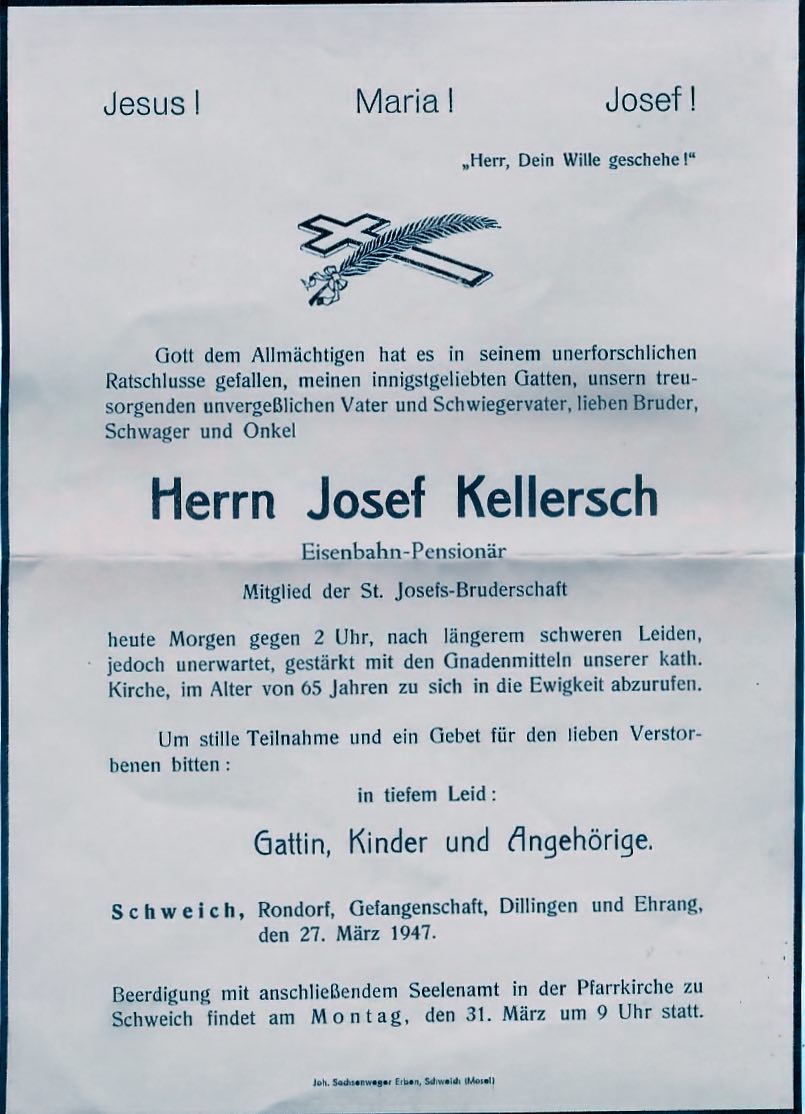 Jesus! Maria! Josef!
„Herr, Dein Wille geschehe!“
Gott dem Allmächtigen hat es in seinem unerforschlichen
Ratschlusse gefallen, meinen innigstgeliebten Gatten, unsern treu-
sorgenden unvergeßlichen Vater und Schwiegervater, lieben Bruder,
Schwager und Onkel
Herrn Josef Kellersch
Eisenbahn-Pensionär
Mitglied der St. Josefs-Bruderschaft
heute Morgen gegen 2 Uhr, nach längerem schweren Leiden,
jedoch unerwartet, gestärkt mit den Gnadenmitteln unserer kath.
Kirche, im Alter von 65 Jahren zu sich in die Ewigkeit abzurufen.
Um stille Teilnahme und ein Gebet für den lieben Verstor-
benen bitten:
in tiefem Leid:
Gattin, Kinder und Angehörige.
Schweich, Rondorf, Gefangenschaft, Dillingen und Ehrang,
den 27. März 1947.
Beerdigung mit anschließendem Seelenamt in der Pfarrkirche zu
Schweich findet am Montag, den 31. März um 9 Uhr statt.
Joh. Sachsenweger Erben, Schweich (Mosel)